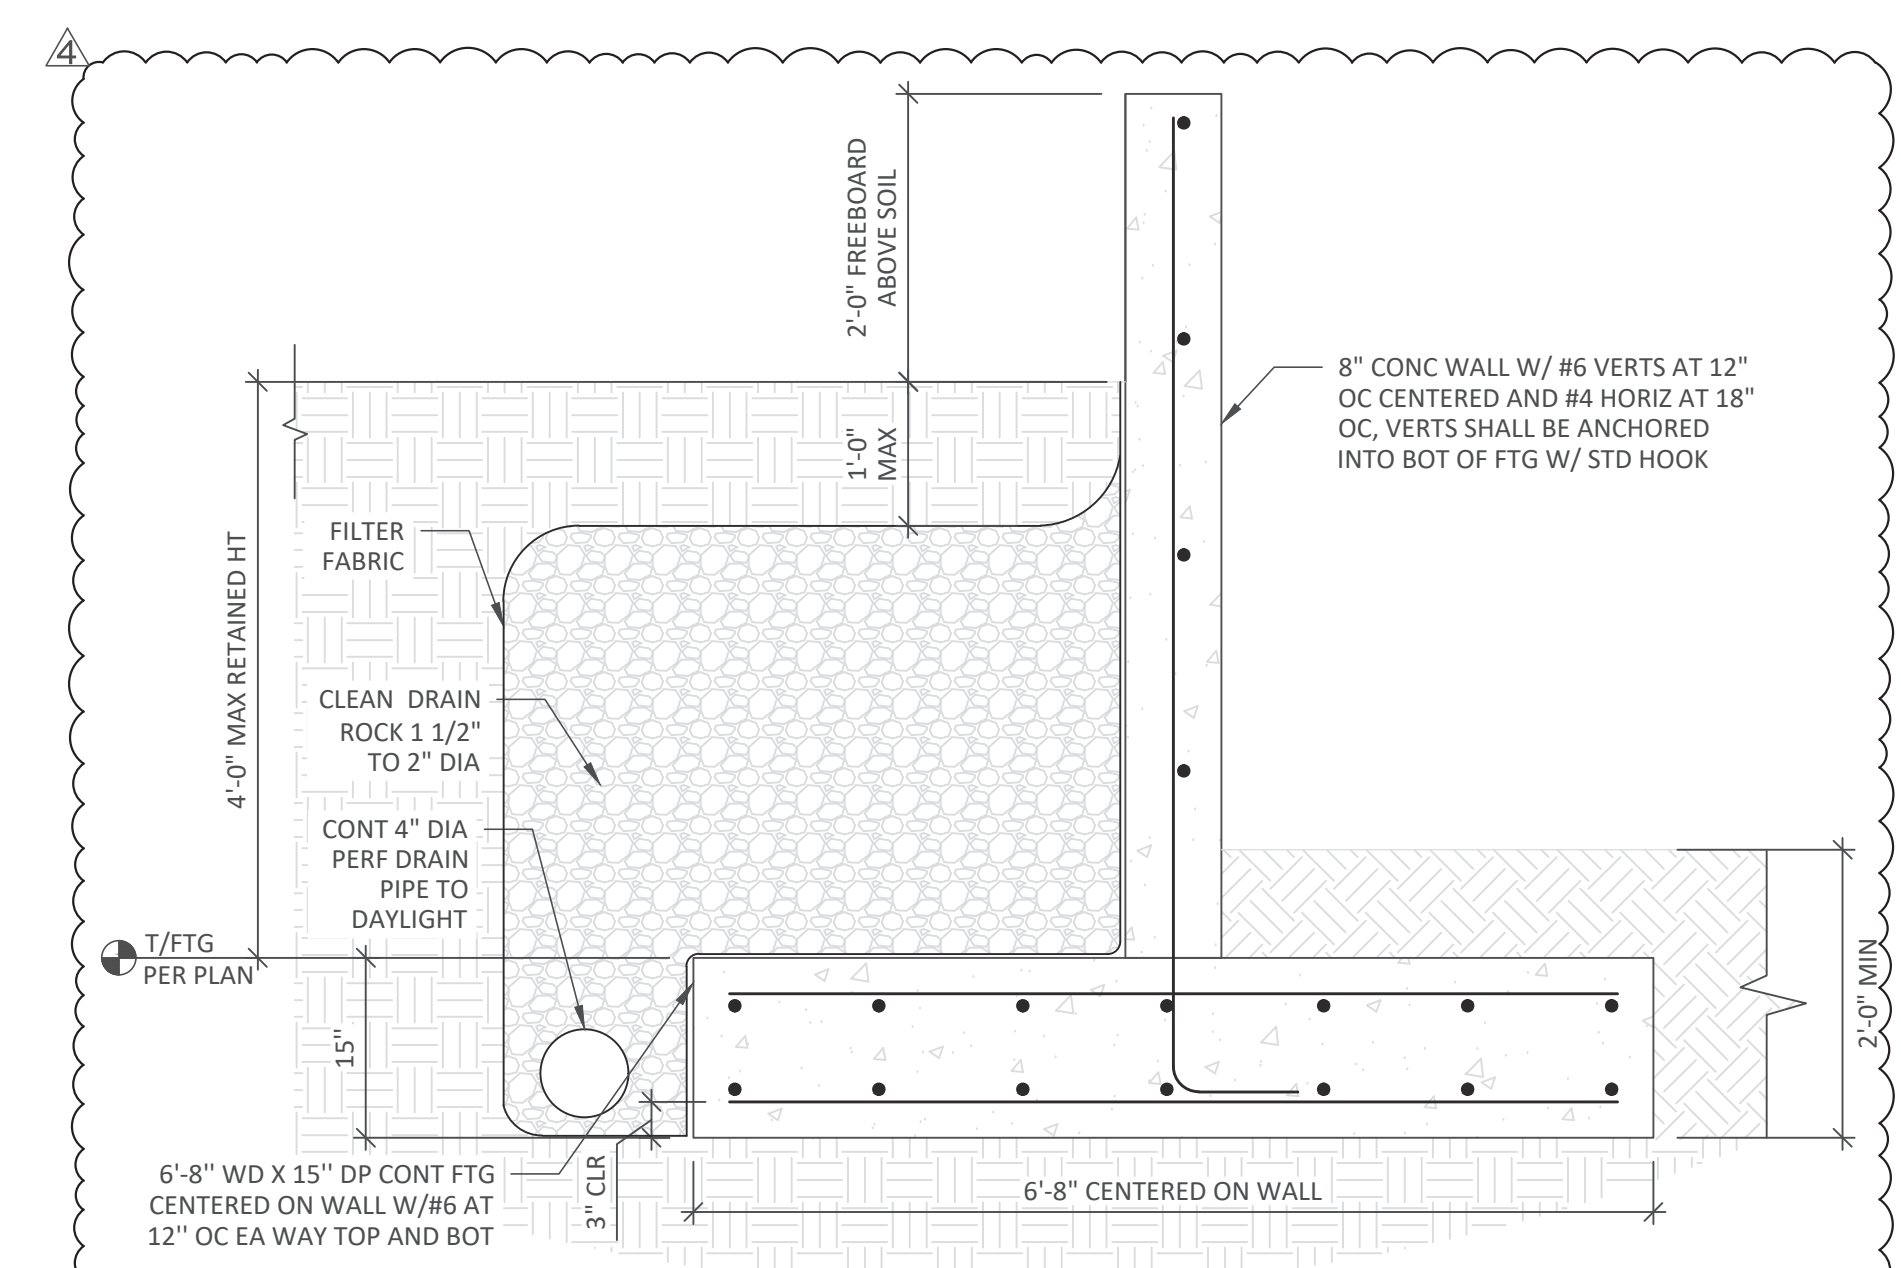 4
2'-0" FREEBOARD
ABOVE SOIL
8" CONC WALL W/ #6 VERTS AT 12"
OC CENTERED AND #4 HORIZ AT 18"
OC, VERTS SHALL BE ANCHORED
INTO BOT OF FTG W/ STD HOOK
1'-0"
MAX
4'-0" MAX RETAINED HT
FILTER
FABRIC
CLEAN DRAIN
ROCK 1 1/2"
TO 2" DIA
CONT 4" DIA
PERF DRAIN
PIPE TO
DAYLIGHT
T/FTG
PER PLAN
15"
2'-0" MIN
6'-8" WD X 15" DP CONT FTG
CENTERED ON WALL W/#6 AT
12" OC EA WAY TOP AND BOT
3" CLR
6'-8" CENTERED ON WALL